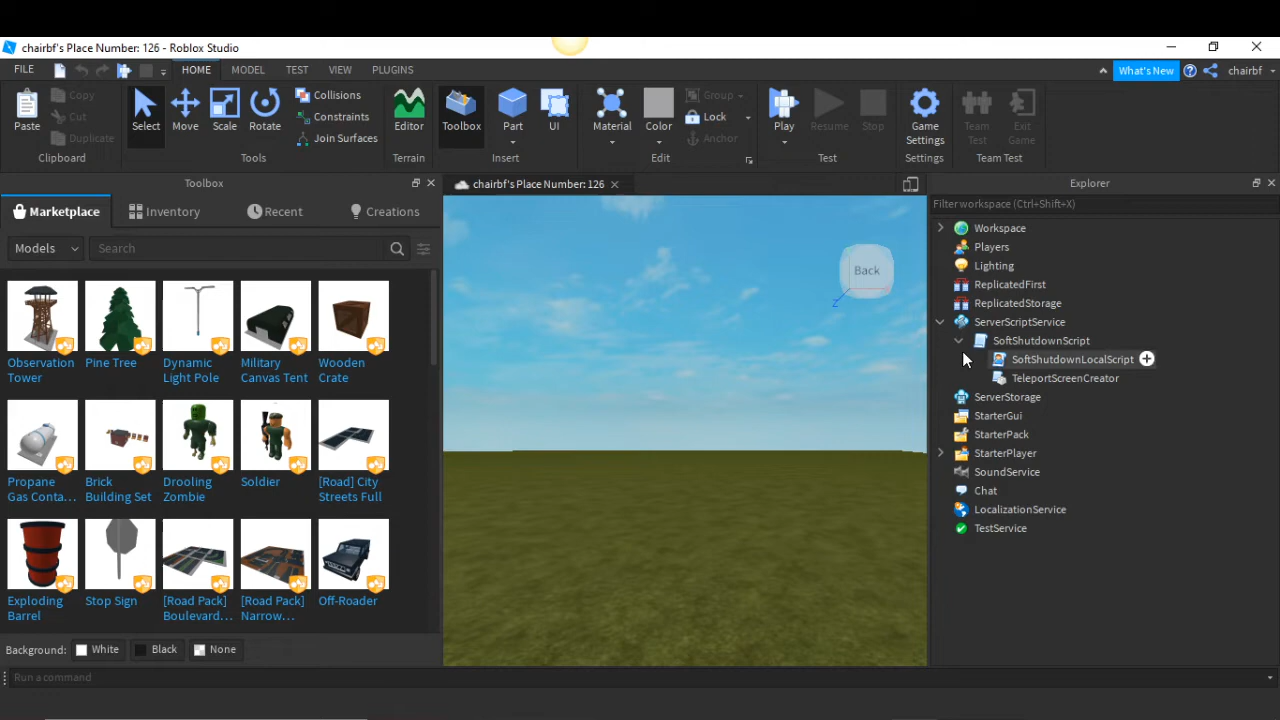 chairbf's Place Number: 126 - Roblox Studio
FILE HOME MODEL TEST VIEW PLUGINS What's New chairbf
Paste Copy Cut Duplicate Clipboard
Select Move Scale Rotate Collisions Constraints Join Surfaces Tools
Editor Terrain
Toolbox Part UI Insert
Material Color Group Lock Anchor Edit
Play Resume Stop Test
Game Settings Settings
Team Test Exit Game Team Test
Toolbox
Marketplace Inventory Recent Creations
Models Search
Observation Tower
Pine Tree
Dynamic Light Pole
Military Canvas Tent
Wooden Crate
Propane Gas Conta...
Brick Building Set
Drooling Zombie
Soldier
[Road] City Streets Full
Exploding Barrel
Stop Sign
[Road Pack] Boulevard...
[Road Pack] Narrow...
Off-Roader
Background: White Black None
Run a command
chairbf's Place Number: 126
Back
Z
Explorer
Filter workspace (Ctrl+Shift+X)
Workspace
Players
Lighting
ReplicatedFirst
ReplicatedStorage
ServerScriptService
SoftShutdownScript
SoftShutdownLocalScript
TeleportScreenCreator
ServerStorage
StarterGui
StarterPack
StarterPlayer
SoundService
Chat
LocalizationService
TestService